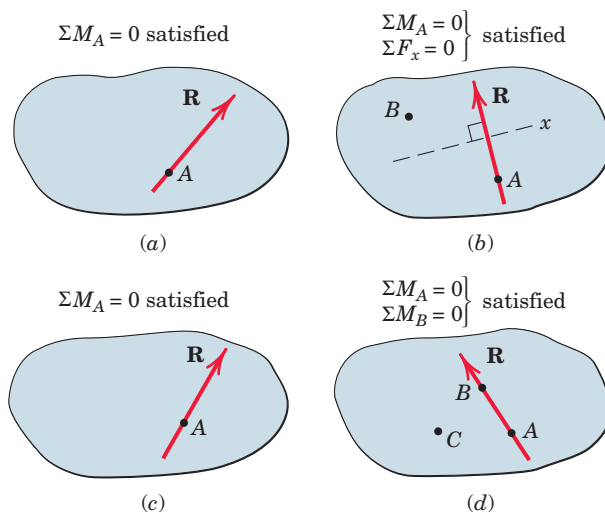 ΣM_A = 0 satisfied
R
A
(a)
ΣM_A = 0
ΣF_x = 0
} satisfied
R
B
x
A
(b)
ΣM_A = 0 satisfied
R
A
(c)
ΣM_A = 0
ΣM_B = 0
} satisfied
R
B
C
A
(d)